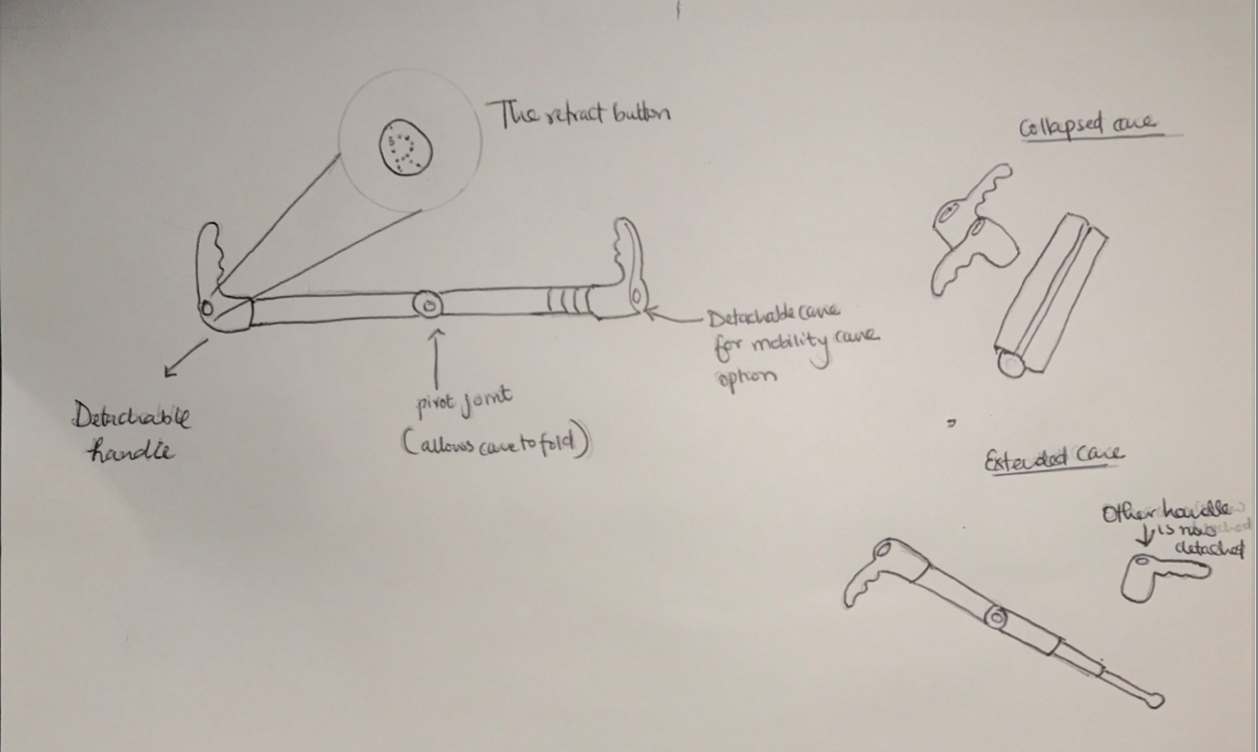 The retract button
Detachable
handle
pivot joint
(allows cane to fold)
Detachable cane
for mobility cane
option
Collapsed cane
Extended cane
Other handle
is now
detached